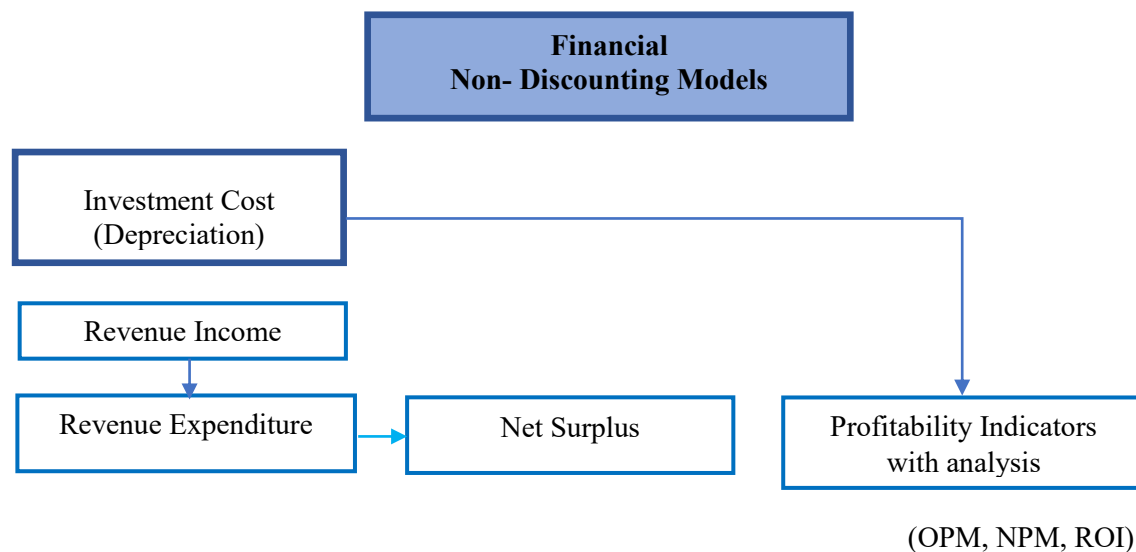 Financial
Non- Discounting Models
Investment Cost
(Depreciation)
Revenue Income
Revenue Expenditure
Net Surplus
Profitability Indicators
with analysis
(OPM, NPM, ROI)